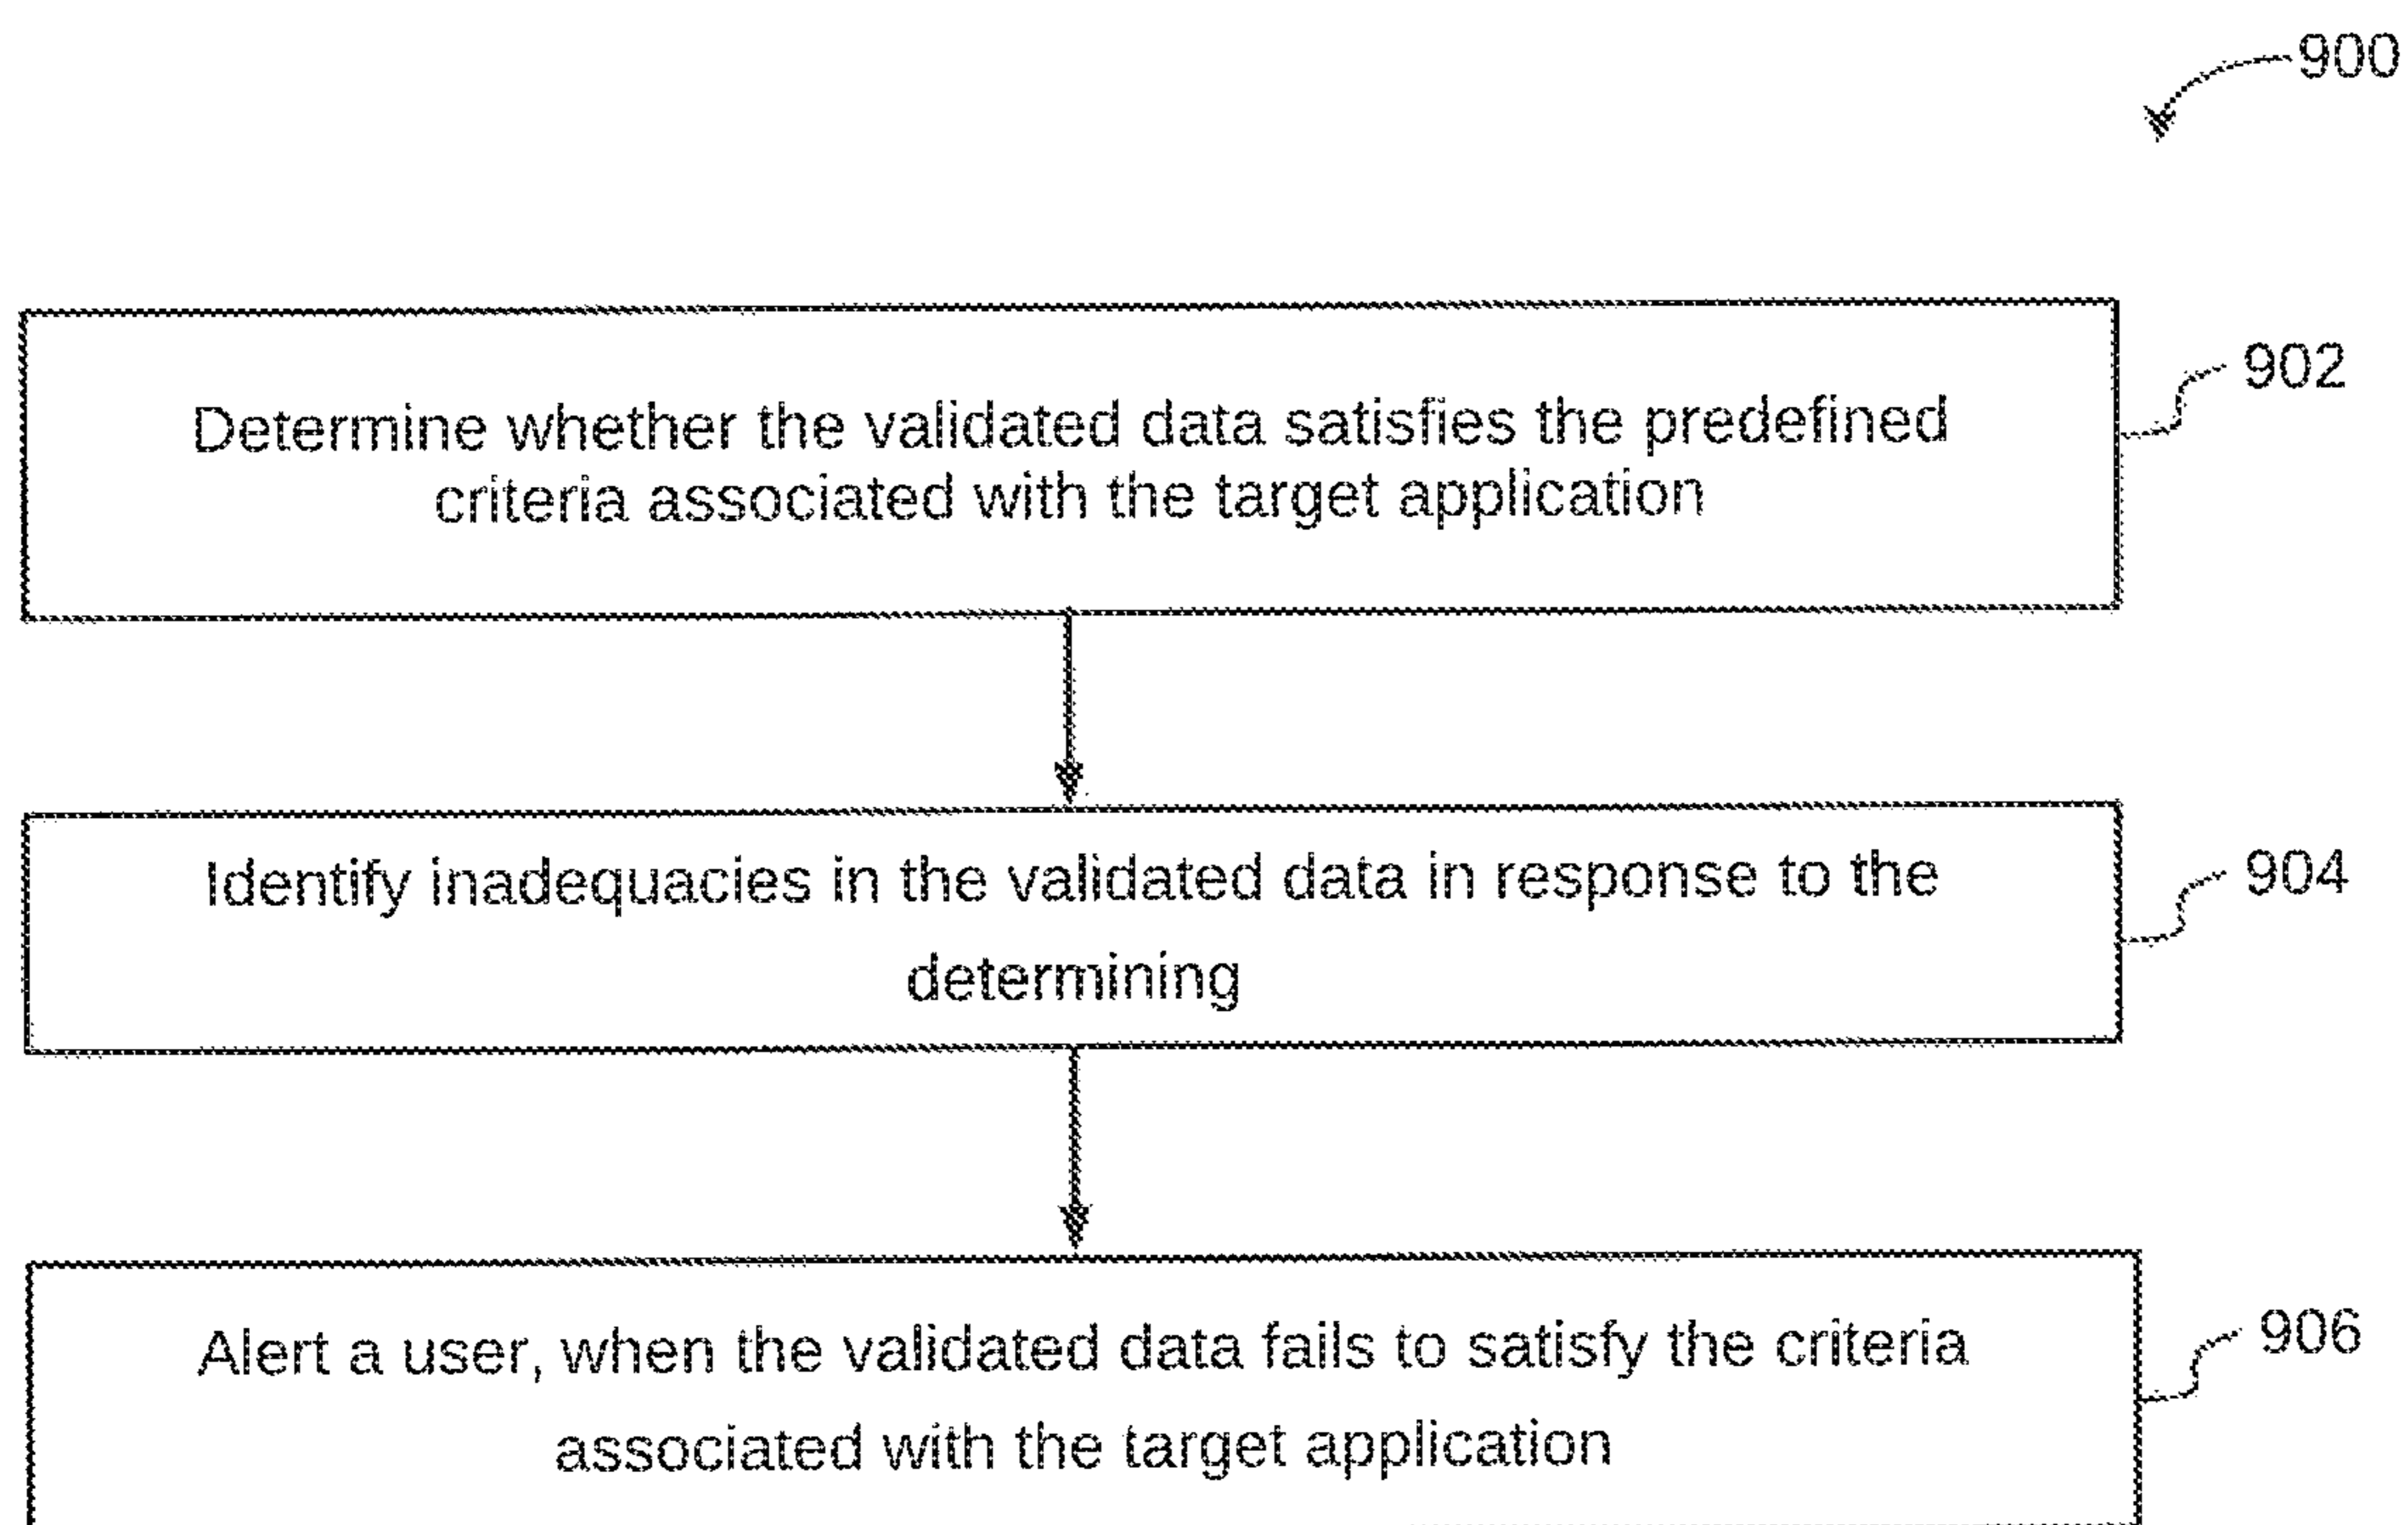 900
Determine whether the validated data satisfies the predefined
criteria associated with the target application
902
Identify inadequacies in the validated data in response to the
determining
904
Alert a user, when the validated data fails to satisfy the criteria
associated with the target application
906